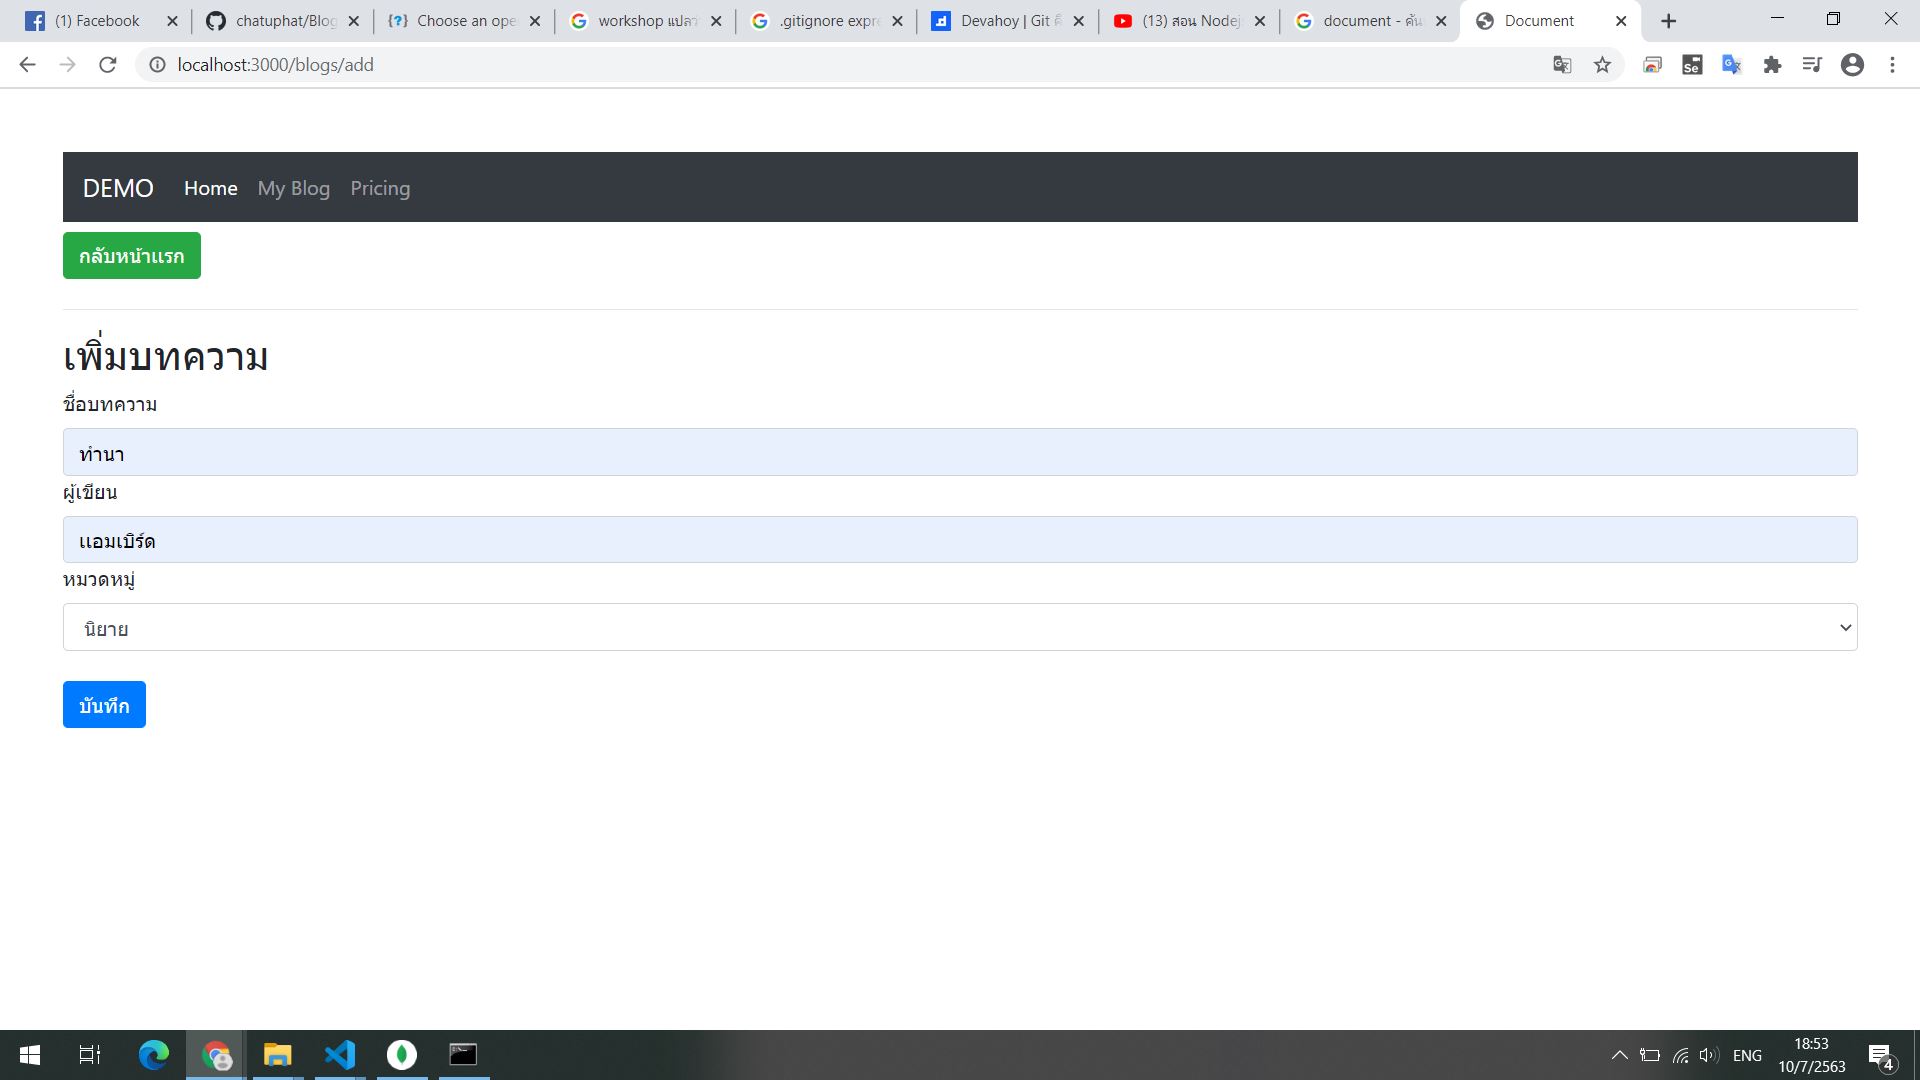 (1) Facebook
chatuphat/Blog
Choose an ope
workshop แปลว
.gitignore expre
Devahoy | Git คื
(13) สอน Nodej
document - ค้น
Document
localhost:3000/blogs/add
DEMO Home My Blog Pricing
กลับหน้าแรก
เพิ่มบทความ
ชื่อบทความ
ทำนา
ผู้เขียน
แอมเบิร์ด
หมวดหมู่
นิยาย
บันทึก
ENG
18:53
10/7/2563
4